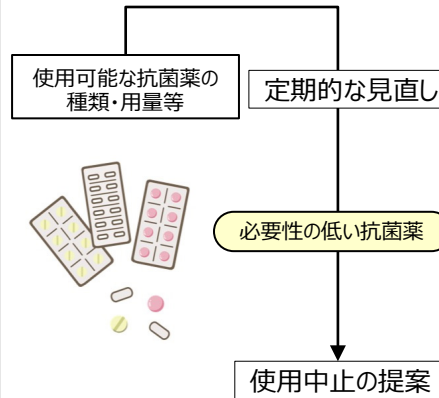 使用可能な抗菌薬の
種類・用量等
定期的な見直し
必要性の低い抗菌薬
使用中止の提案